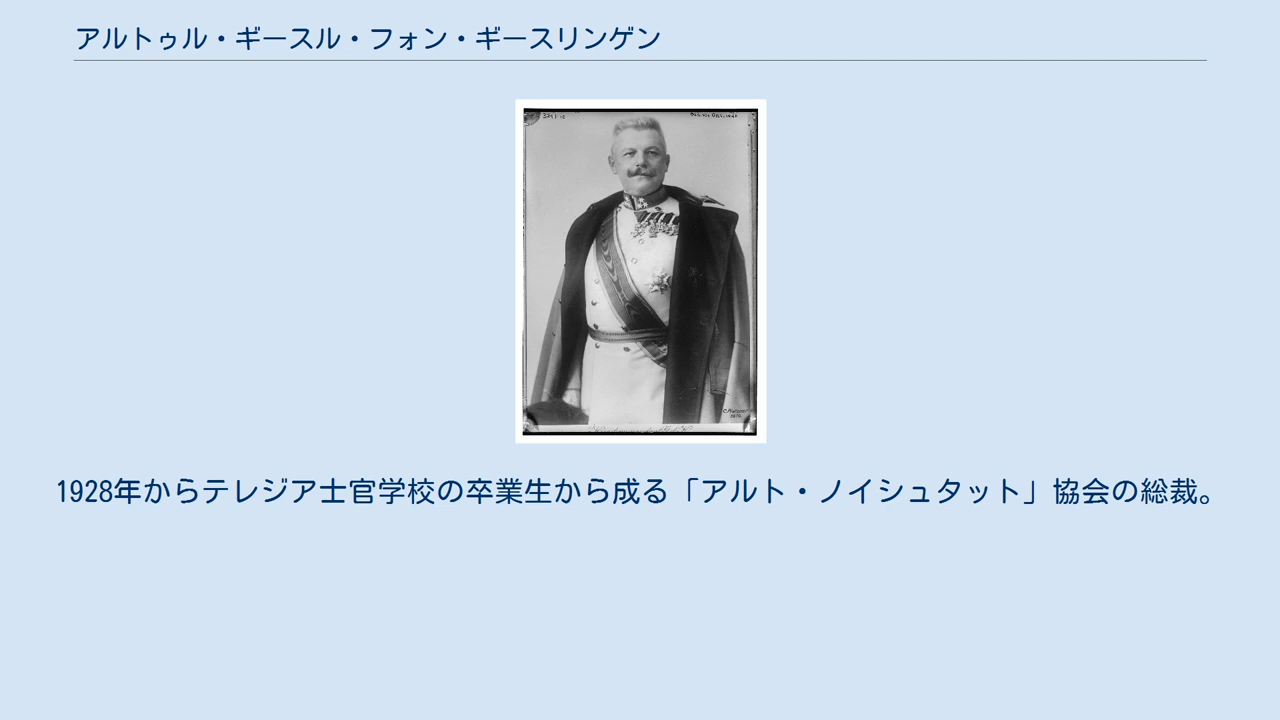 アルトゥル・ギースル・フォン・ギースリンゲン
1928年からテレジア士官学校の卒業生から成る「アルト・ノイシュタット」協会の総裁。